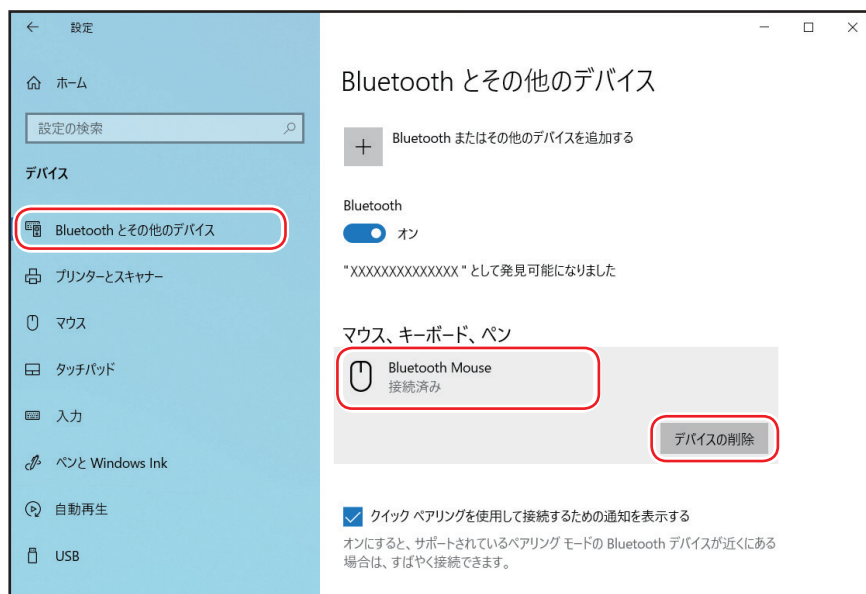 設定
ホーム
設定の検索
デバイス
Bluetooth とその他のデバイス
プリンターとスキャナー
マウス
タッチパッド
入力
ペンと Windows Ink
自動再生
USB
Bluetooth とその他のデバイス
Bluetooth またはその他のデバイスを追加する
Bluetooth
オン
"XXXXXXXXXXXXXX" として発見可能になりました
マウス、キーボード、ペン
Bluetooth Mouse
接続済み
デバイスの削除
クイック ペアリングを使用して接続するための通知を表示する
オンにすると、サポートされているペアリング モードの Bluetooth デバイスが近くにある
場合は、すばやく接続できます。